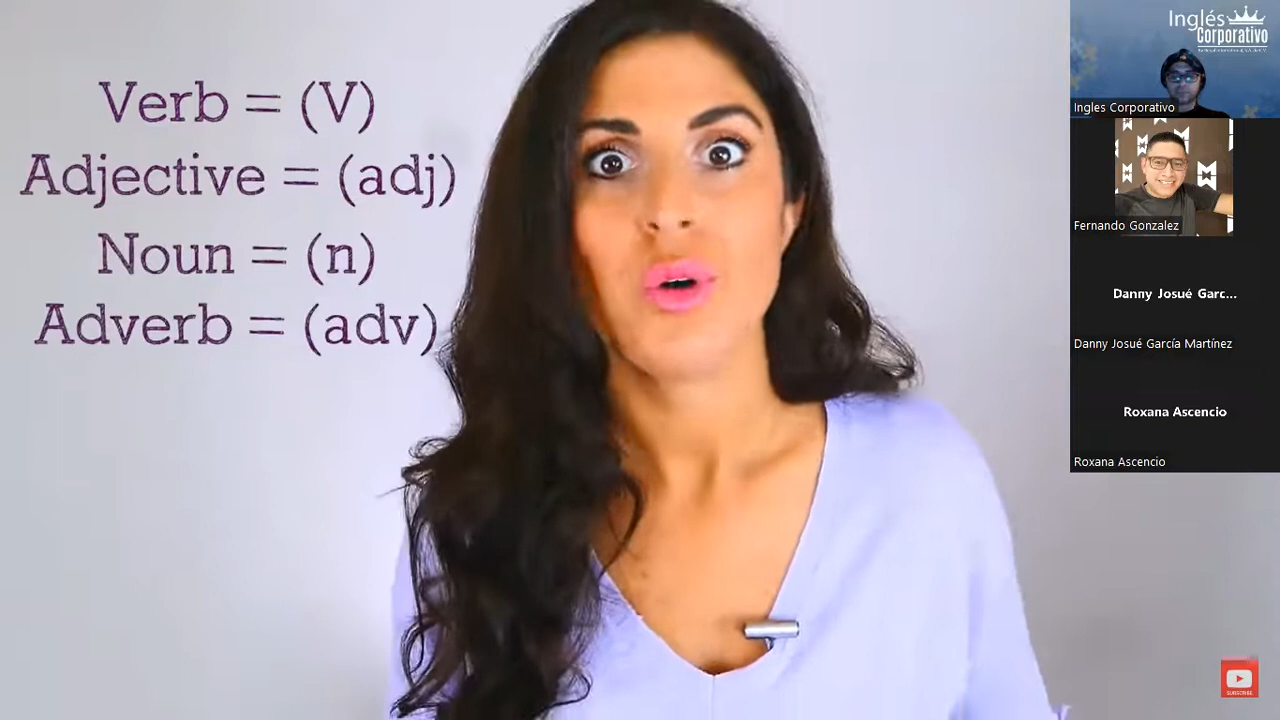 Verb = (V)
Adjective = (adj)
Noun = (n)
Adverb = (adv)
Inglés
Corporativo
Ingles Corporativo
Fernando Gonzalez
Danny Josué Garc...
Danny Josué García Martínez
Roxana Ascencio
Roxana Ascencio
SUBSCRIBE